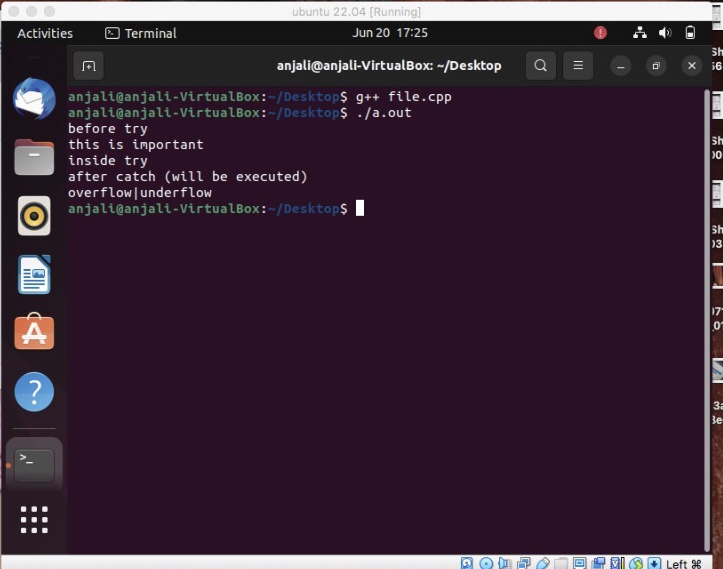 ubuntu 22.04 [Running]
Activities
Terminal
Jun 20 17:25
anjali@anjali-VirtualBox: ~/Desktop
anjali@anjali-VirtualBox:~/Desktop$ g++ file.cpp
anjali@anjali-VirtualBox:~/Desktop$ ./a.out
before try
this is important
inside try
after catch (will be executed)
overflow|underflow
anjali@anjali-VirtualBox:~/Desktop$
Left ⌘